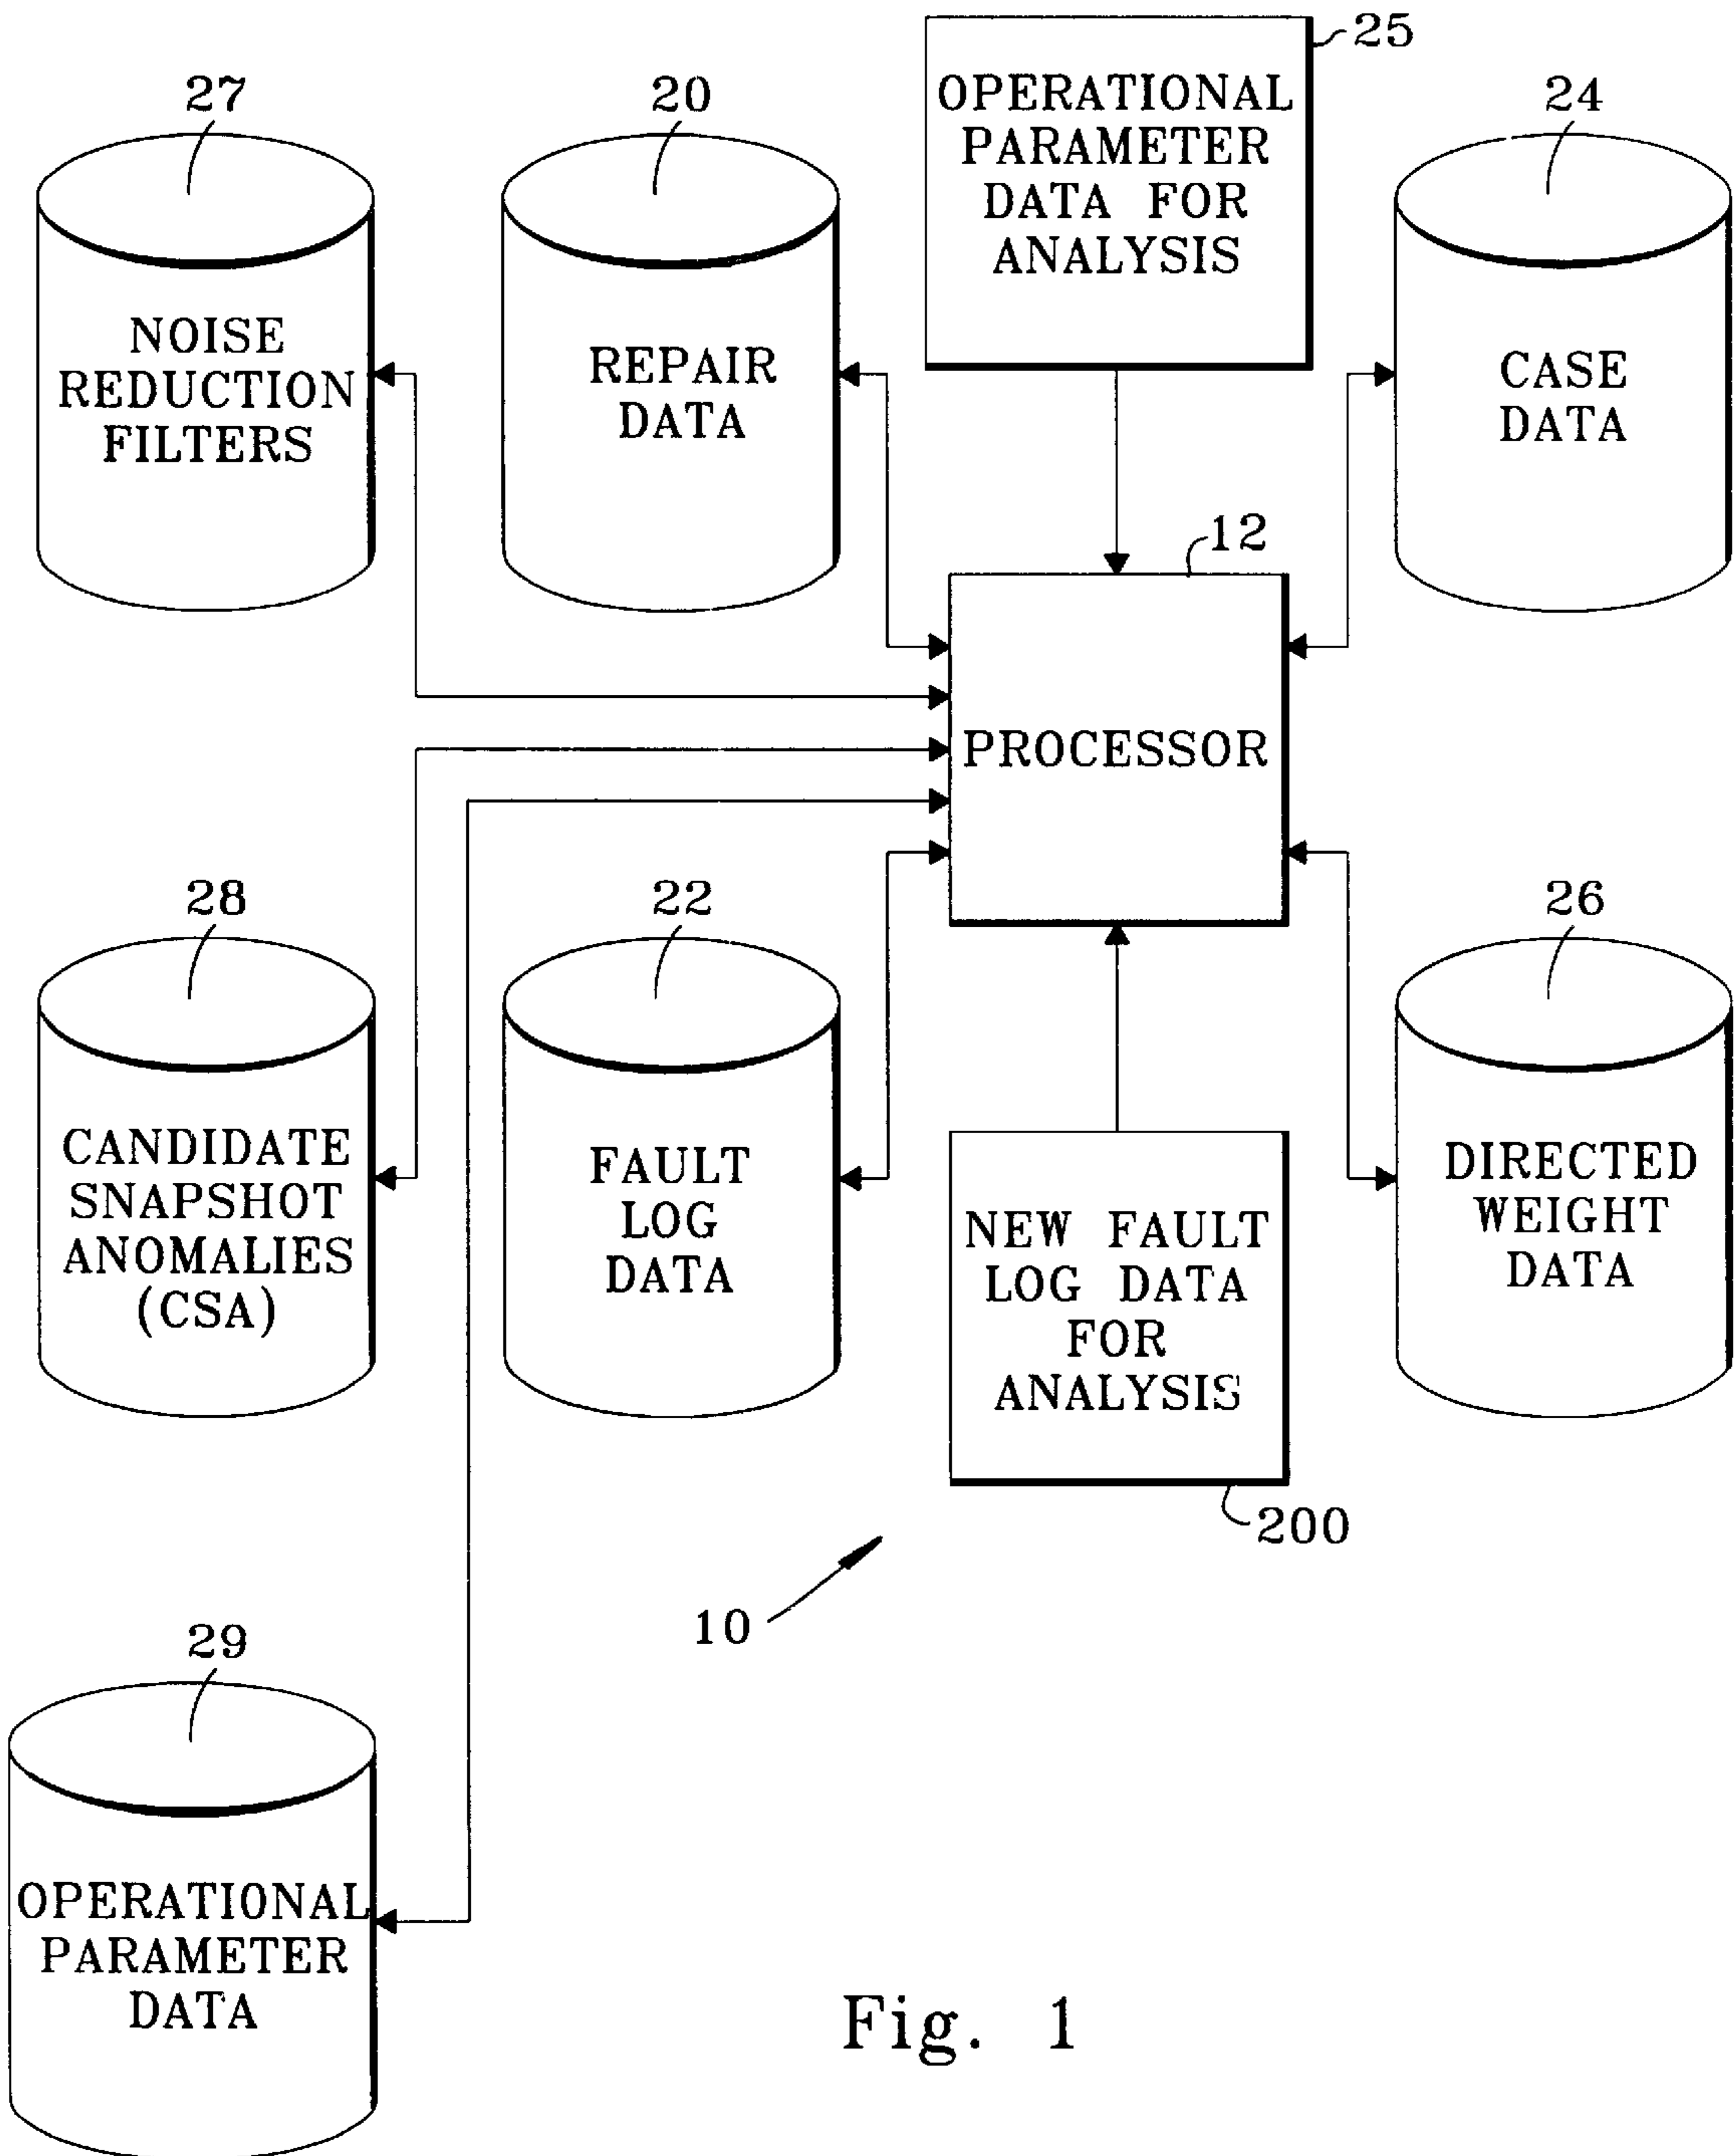 25
OPERATIONAL
PARAMETER
DATA FOR
ANALYSIS
27
NOISE
REDUCTION
FILTERS
20
REPAIR
DATA
24
CASE
DATA
12
PROCESSOR
28
CANDIDATE
SNAPSHOT
ANOMALIES
(CSA)
22
FAULT
LOG
DATA
NEW FAULT
LOG DATA
FOR
ANALYSIS
200
26
DIRECTED
WEIGHT
DATA
10
29
OPERATIONAL
PARAMETER
DATA
Fig. 1